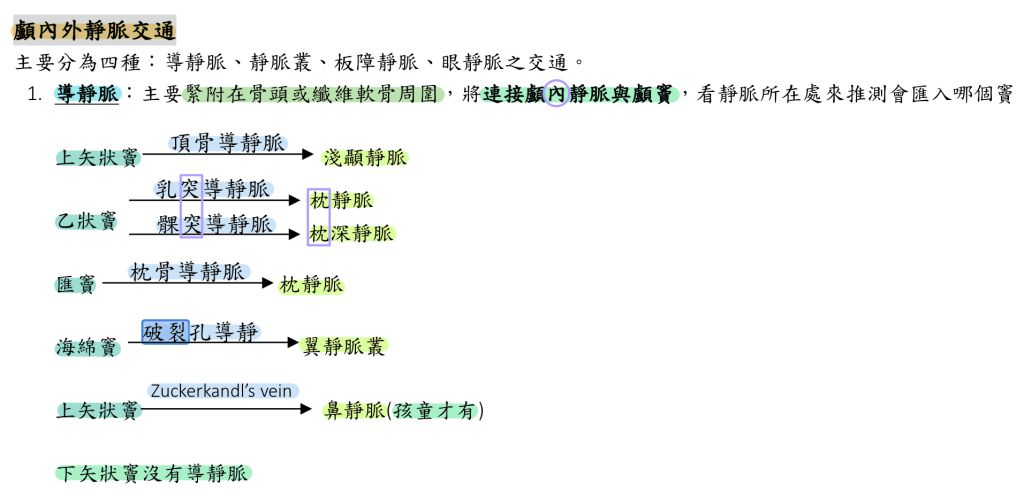 顱內外靜脈交通
主要分為四種：導靜脈、靜脈叢、板障靜脈、眼靜脈之交通。
1. 導靜脈：主要緊附在骨頭或纖維軟骨周圍，將連接顱內靜脈與顱竇，看靜脈所在處來推測會匯入哪個竇
上矢狀竇 頂骨導靜脈 淺顳靜脈
乳突導靜脈 枕靜脈
乙狀竇
髁突導靜脈 枕深靜脈
匯竇 枕骨導靜脈 枕靜脈
海綿竇 破裂孔導靜 翼靜脈叢
上矢狀竇 Zuckerkandl’s vein 鼻靜脈(孩童才有)
下矢狀竇沒有導靜脈